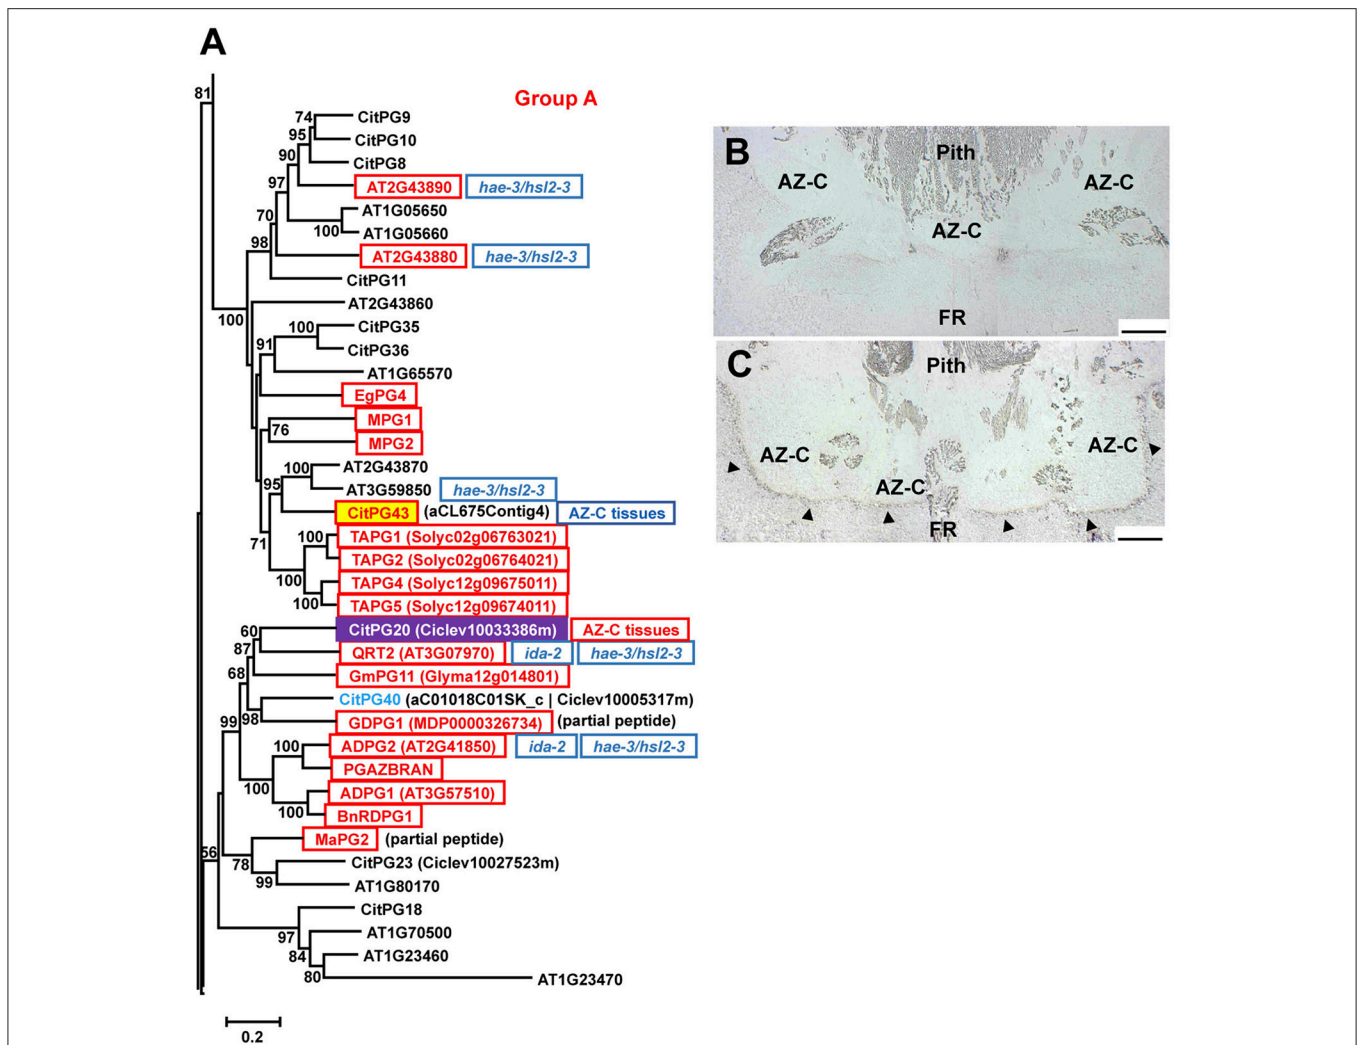 A
81
Group A
74
CitPG9
95
CitPG10
90
CitPG8
97
AT2G43890 hae-3/hsl2-3
70
AT1G05650
100
AT1G05660
98
AT2G43880 hae-3/hsl2-3
CitPG11
100
AT2G43860
100
CitPG35
91
CitPG36
AT1G65570
EgPG4
MPG1
76
MPG2
100
AT2G43870
95
AT3G59850 hae-3/hsl2-3
CitPG43 (aCL675Contig4) AZ-C tissues
71
100
TAPG1 (Solyc02g06763021)
TAPG2 (Solyc02g06764021)
100
TAPG4 (Solyc12g09675011)
100
TAPG5 (Solyc12g09674011)
60
CitPG20 (Ciclev10033386m) AZ-C tissues
87
QRT2 (AT3G07970) ida-2 hae-3/hsl2-3
68
GmPG11 (Glyma12g014801)
CitPG40 (aC01018C01SK_c | Ciclev10005317m)
99
98
GDPG1 (MDP0000326734) (partial peptide)
100
ADPG2 (AT2G41850) ida-2 hae-3/hsl2-3
PGAZBRAN
100
ADPG1 (AT3G57510)
100
BnRDPG1
MaPG2 (partial peptide)
56
78
CitPG23 (Ciclev10027523m)
99
AT1G80170
CitPG18
97
AT1G70500
84
AT1G23460
80
AT1G23470
0.2
B
Pith
AZ-C
AZ-C
AZ-C
FR
C
Pith
AZ-C
AZ-C
AZ-C
FR